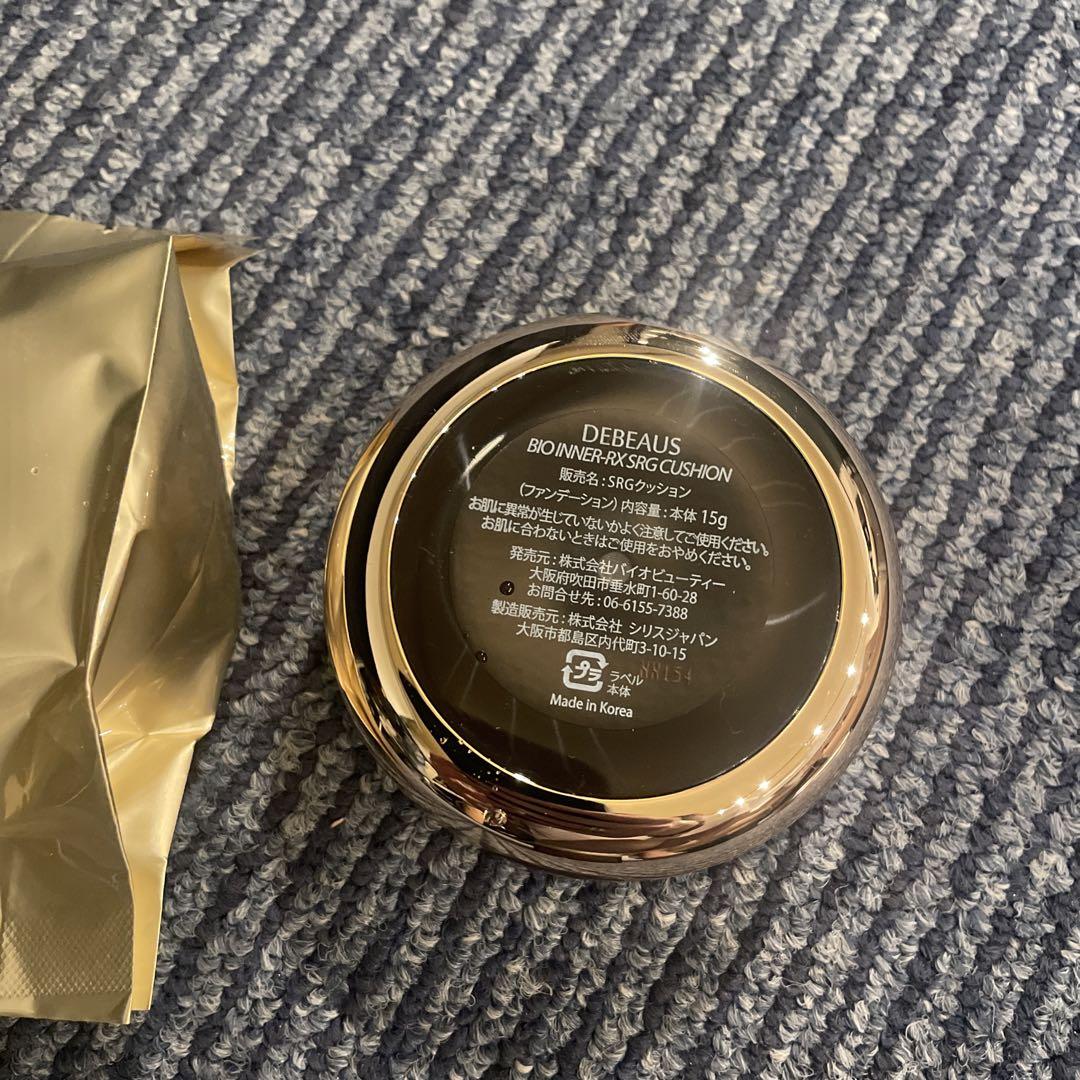 DEBEAUS
BIO INNER-RX SRG CUSHION
販売名：SRGクッション
（ファンデーション）内容量：本体 15g
お肌に異常が生じていないかよく注意してご使用ください。
お肌に合わないときはご使用をおやめください。
発売元：株式会社バイオビューティー
大阪府吹田市垂水町1-60-28
お問合せ先：06-6155-7388
製造販売元：株式会社 シリスジャパン
大阪市都島区内代町3-10-15
プラ ラベル
本体
Made in Korea